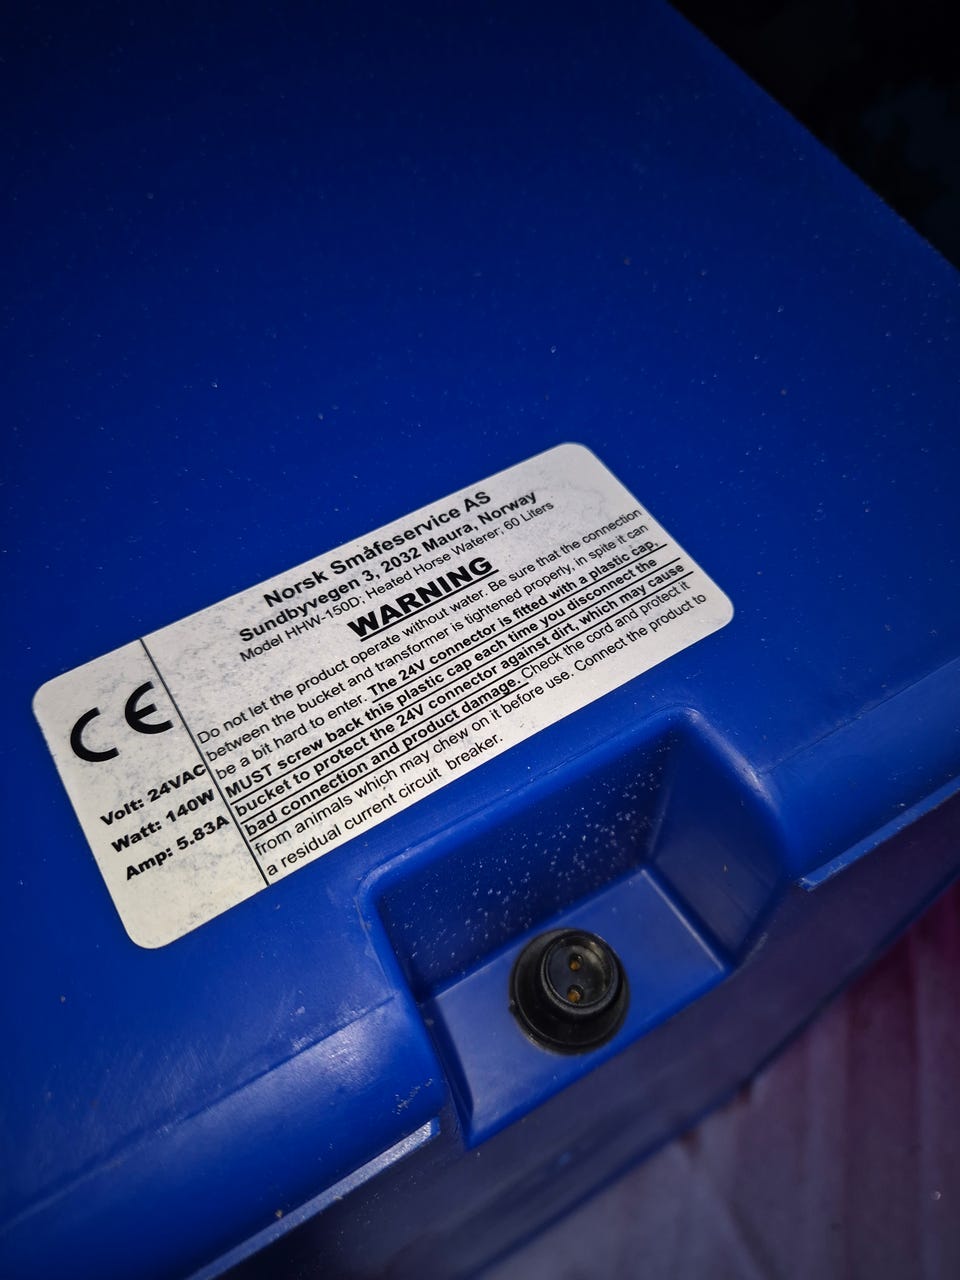 Norsk Småfeservice AS
Sundbyvegen 3, 2032 Maura, Norway
Model HHW-150D; Heated Horse Waterer; 60 Liters
WARNING
Do not let the product operate without water. Be sure that the connection
between the bucket and transformer is tightened properly, in spite it can
be a bit hard to enter. The 24V connector is fitted with a plastic cap.
MUST screw back this plastic cap each time you disconnect the
bucket to protect the 24V connector against dirt, which may cause
bad connection and product damage. Check the cord and protect it
from animals which may chew on it before use. Connect the product to
a residual current circuit breaker.
CE
Volt: 24VAC
Watt: 140W
Amp: 5.83A